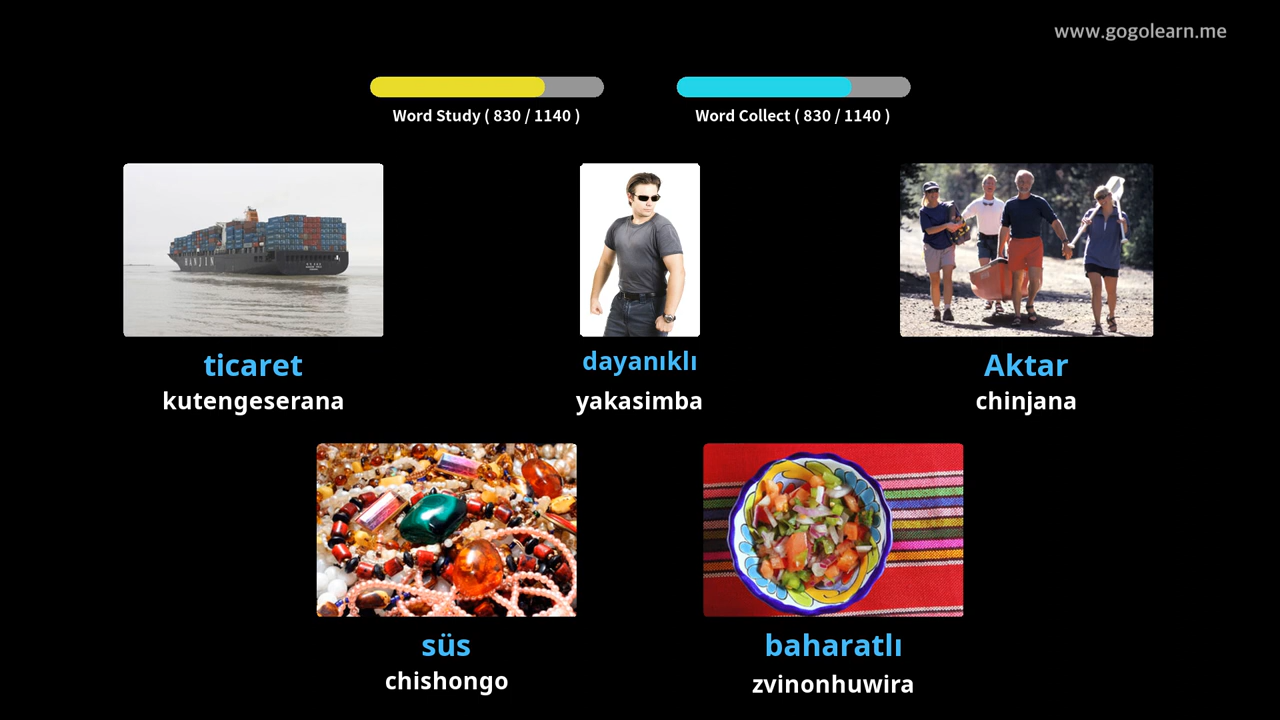 www.gogolearn.me
Word Study ( 830 / 1140 )
Word Collect ( 830 / 1140 )
HANJIN
ticaret
kutengeserana
dayanıklı
yakasimba
Aktar
chinjana
süs
chishongo
baharatlı
zvinonhuwira